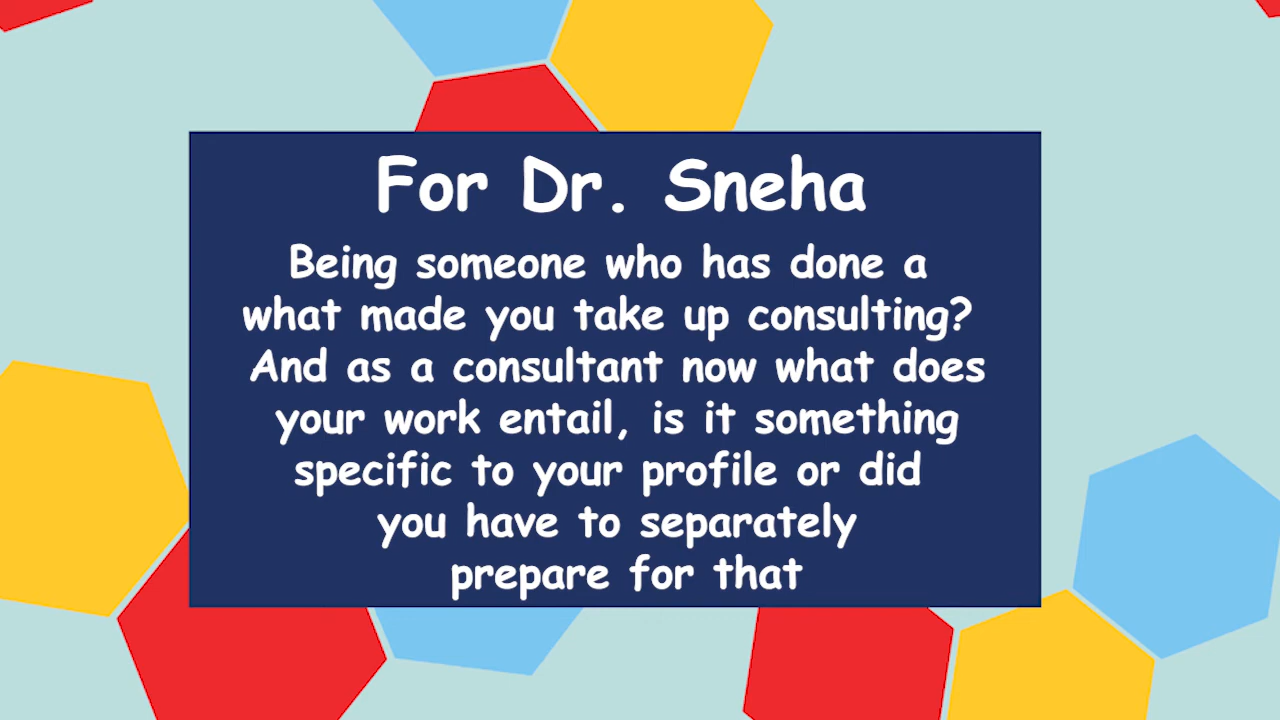 For Dr. Sneha
Being someone who has done a
what made you take up consulting?
And as a consultant now what does
your work entail, is it something
specific to your profile or did
you have to separately
prepare for that